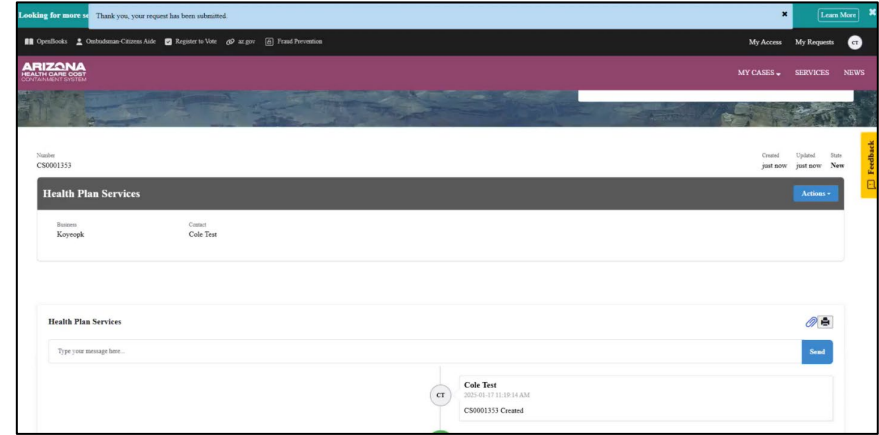 Looking for more se
Thank you, your request has been submitted.
✖
Learn More
✖
OpenBooks
Ombudsman-Citizens Aide
Register to Vote
az.gov
Fraud Prevention
My Access
My Requests
CT
ARIZONA
HEALTH CARE COST
CONTAINMENT SYSTEM
MY CASES
SERVICES
NEWS
Number
CS0001353
Created
just now
Updated
just now
State
New
Feedback
Health Plan Services
Actions
Business
Koyeopk
Contact
Cole Test
Health Plan Services
Type your message here...
Send
CT
Cole Test
2025-01-17 11:19:14 AM
CS0001353 Created